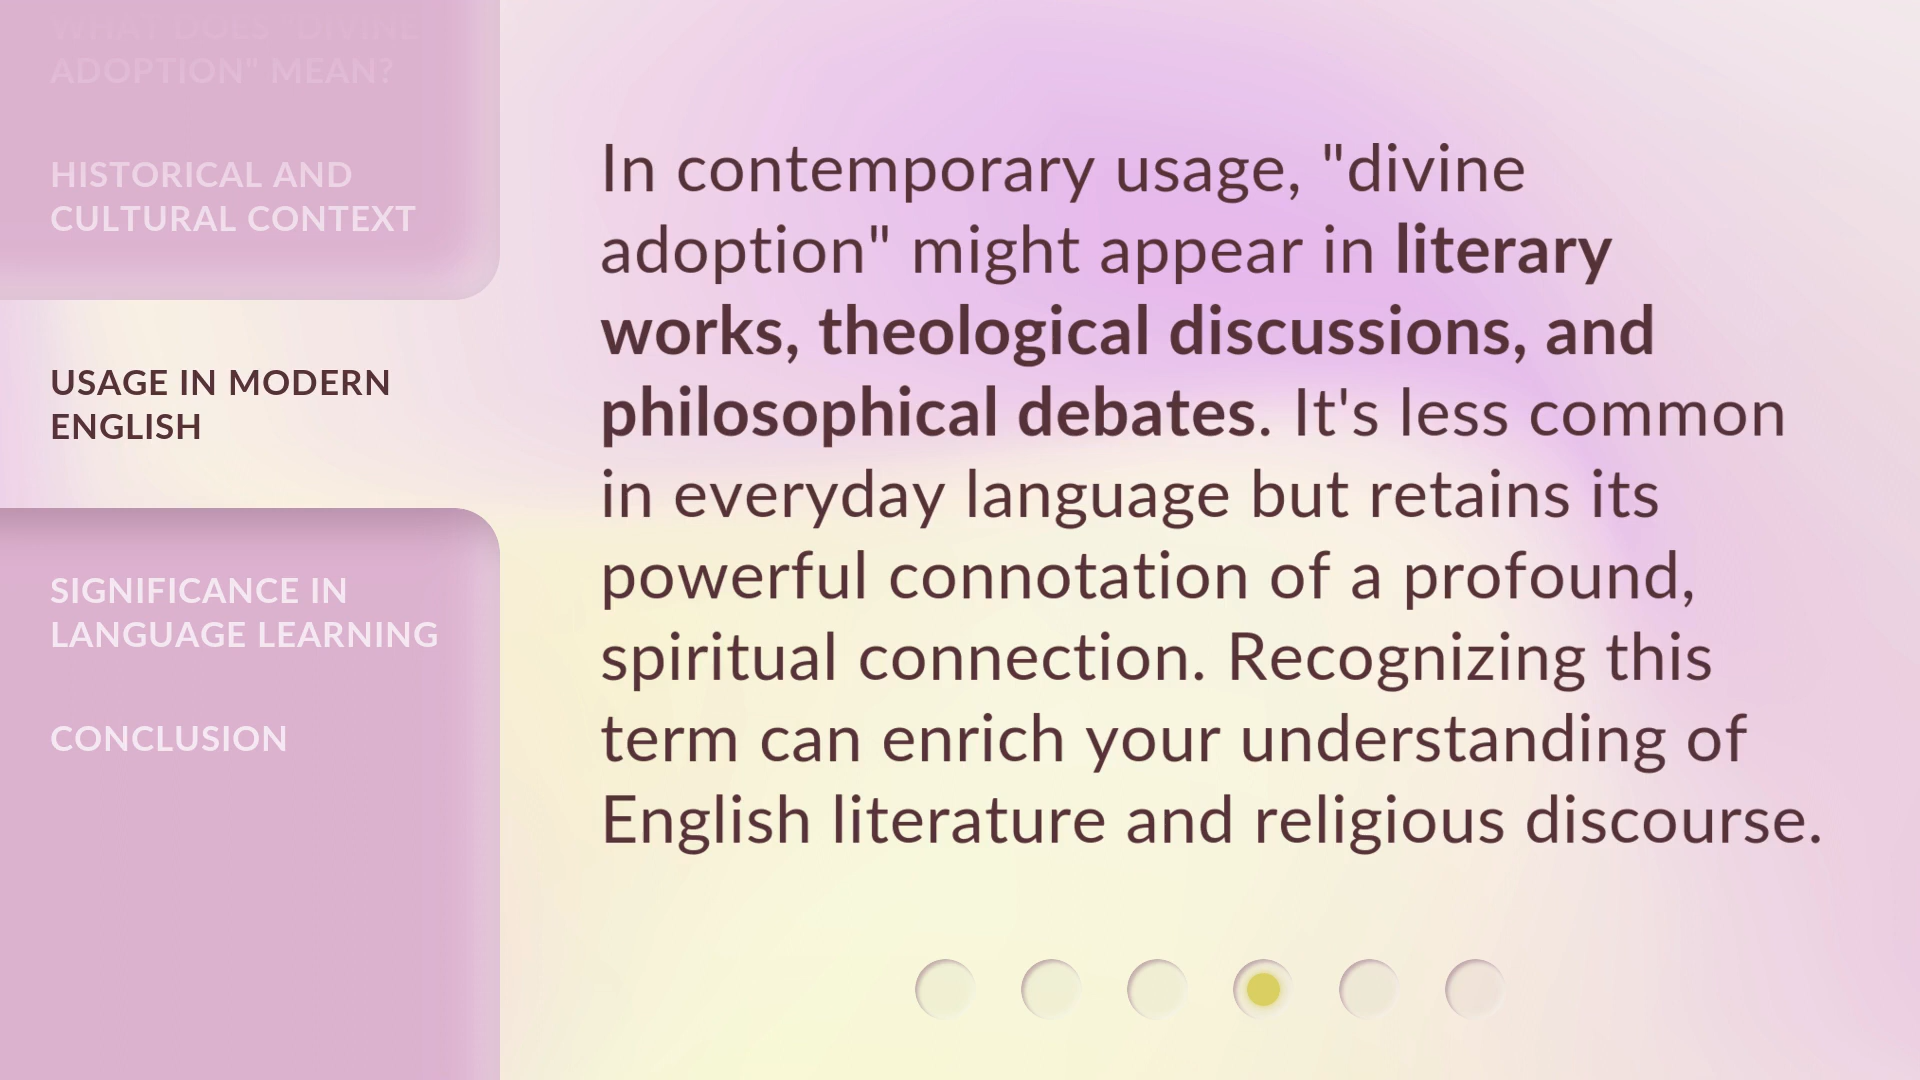 WHAT DOES "DIVINE
ADOPTION" MEAN?
HISTORICAL AND
CULTURAL CONTEXT
USAGE IN MODERN
ENGLISH
SIGNIFICANCE IN
LANGUAGE LEARNING
CONCLUSION
In contemporary usage, "divine
adoption" might appear in literary
works, theological discussions, and
philosophical debates. It's less common
in everyday language but retains its
powerful connotation of a profound,
spiritual connection. Recognizing this
term can enrich your understanding of
English literature and religious discourse.